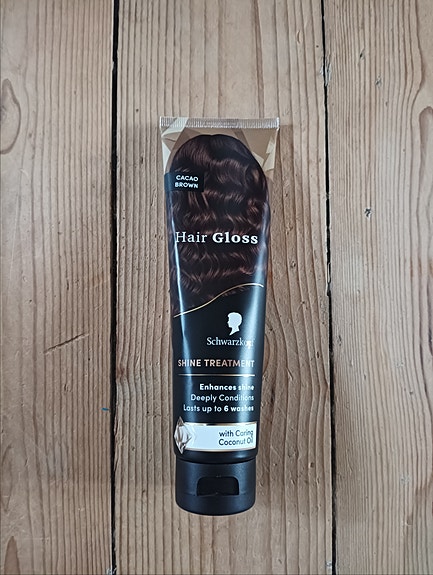 CACAO
BROWN
Hair Gloss
Schwarzkopf
SHINE TREATMENT
Enhances shine
Deeply Conditions
Lasts up to 6 washes
with Caring
Coconut Oil